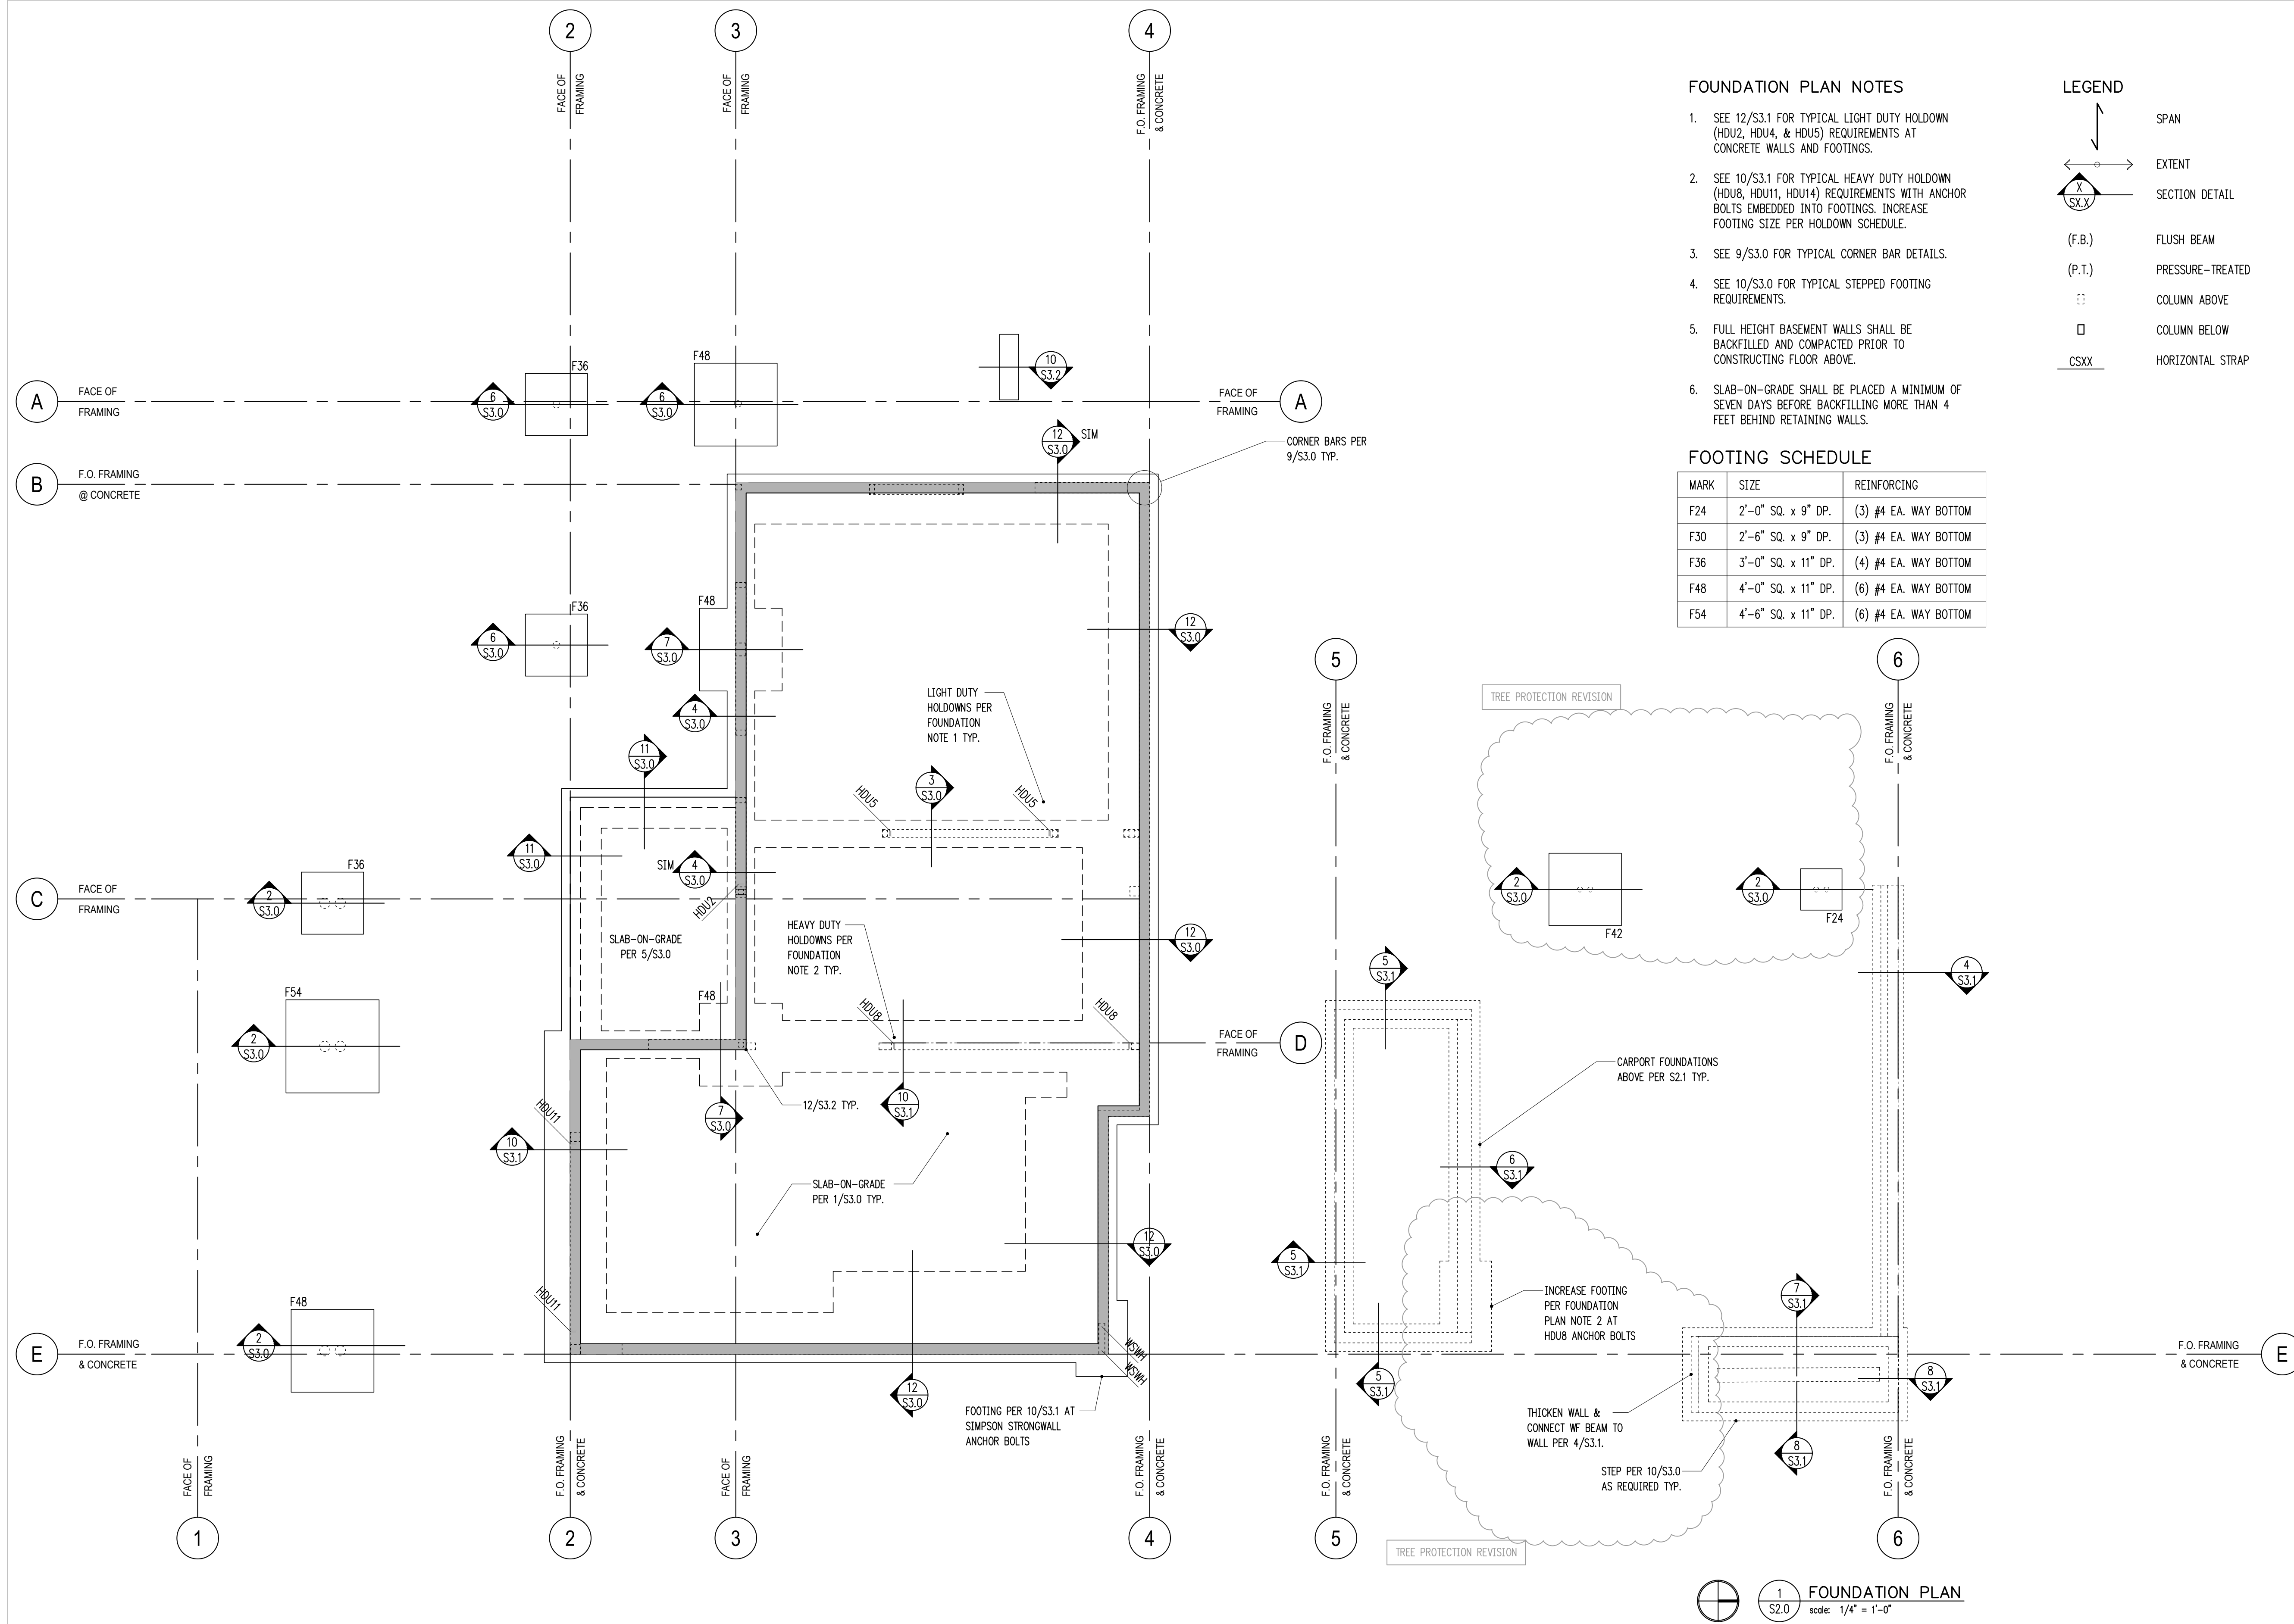 2
3
4
FACE OF
FRAMING
FACE OF
FRAMING
F.O. FRAMING
& CONCRETE
FOUNDATION PLAN NOTES
1. SEE 12/S3.1 FOR TYPICAL LIGHT DUTY HOLDOWN
(HDU2, HDU4, & HDU5) REQUIREMENTS AT
CONCRETE WALLS AND FOOTINGS.
2. SEE 10/S3.1 FOR TYPICAL HEAVY DUTY HOLDOWN
(HDU8, HDU11, HDU14) REQUIREMENTS WITH ANCHOR
BOLTS EMBEDDED INTO FOOTINGS. INCREASE
FOOTING SIZE PER HOLDOWN SCHEDULE.
3. SEE 9/S3.0 FOR TYPICAL CORNER BAR DETAILS.
4. SEE 10/S3.0 FOR TYPICAL STEPPED FOOTING
REQUIREMENTS.
5. FULL HEIGHT BASEMENT WALLS SHALL BE
BACKFILLED AND COMPACTED PRIOR TO
CONSTRUCTING FLOOR ABOVE.
6. SLAB-ON-GRADE SHALL BE PLACED A MINIMUM OF
SEVEN DAYS BEFORE BACKFILLING MORE THAN 4
FEET BEHIND RETAINING WALLS.
LEGEND
SPAN
EXTENT
X
SX.X
SECTION DETAIL
(F.B.) FLUSH BEAM
(P.T.) PRESSURE-TREATED
COLUMN ABOVE
COLUMN BELOW
CSXX HORIZONTAL STRAP
FOOTING SCHEDULE
MARK SIZE REINFORCING
F24 2'-0" SQ. x 9" DP. (3) #4 EA. WAY BOTTOM
F30 2'-6" SQ. x 9" DP. (3) #4 EA. WAY BOTTOM
F36 3'-0" SQ. x 11" DP. (4) #4 EA. WAY BOTTOM
F48 4'-0" SQ. x 11" DP. (6) #4 EA. WAY BOTTOM
F54 4'-6" SQ. x 11" DP. (6) #4 EA. WAY BOTTOM
A
FACE OF
FRAMING
6
S3.0
F36
6
S3.0
F48
10
S3.2
FACE OF
FRAMING
A
12
S3.0
SIM
CORNER BARS PER
9/S3.0 TYP.
B
F.O. FRAMING
@ CONCRETE
6
S3.0
F36
7
S3.0
F48
12
S3.0
4
S3.0
LIGHT DUTY
HOLDOWNS PER
FOUNDATION
NOTE 1 TYP.
11
S3.0
3
S3.0
HDU5
HDU5
11
S3.0
SIM
4
S3.0
C
FACE OF
FRAMING
2
S3.0
F36
HDU2
SLAB-ON-GRADE
PER 5/S3.0
HEAVY DUTY
HOLDOWNS PER
FOUNDATION
NOTE 2 TYP.
12
S3.0
F54
2
S3.0
F48
HDU8
HDU8
FACE OF
FRAMING
D
12/S3.2 TYP.
10
S3.1
7
S3.0
HDU11
10
S3.1
SLAB-ON-GRADE
PER 1/S3.0 TYP.
12
S3.0
HDU11
F48
2
S3.0
E
F.O. FRAMING
& CONCRETE
WSWH
WSWH
12
S3.0
FOOTING PER 10/S3.1 AT
SIMPSON STRONGWALL
ANCHOR BOLTS
5
6
F.O. FRAMING
& CONCRETE
F.O. FRAMING
& CONCRETE
TREE PROTECTION REVISION
2
S3.0
F42
2
S3.0
F24
5
S3.1
4
S3.1
CARPORT FOUNDATIONS
ABOVE PER S2.1 TYP.
6
S3.1
5
S3.1
INCREASE FOOTING
PER FOUNDATION
PLAN NOTE 2 AT
HDU8 ANCHOR BOLTS
7
S3.1
F.O. FRAMING
& CONCRETE
E
5
S3.1
8
S3.1
THICKEN WALL &
CONNECT WF BEAM TO
WALL PER 4/S3.1.
8
S3.1
STEP PER 10/S3.0
AS REQUIRED TYP.
TREE PROTECTION REVISION
FACE OF
FRAMING
F.O. FRAMING
& CONCRETE
FACE OF
FRAMING
F.O. FRAMING
& CONCRETE
F.O. FRAMING
& CONCRETE
F.O. FRAMING
& CONCRETE
1
2
3
4
5
6
1
S2.0
FOUNDATION PLAN
scale: 1/4" = 1'-0"